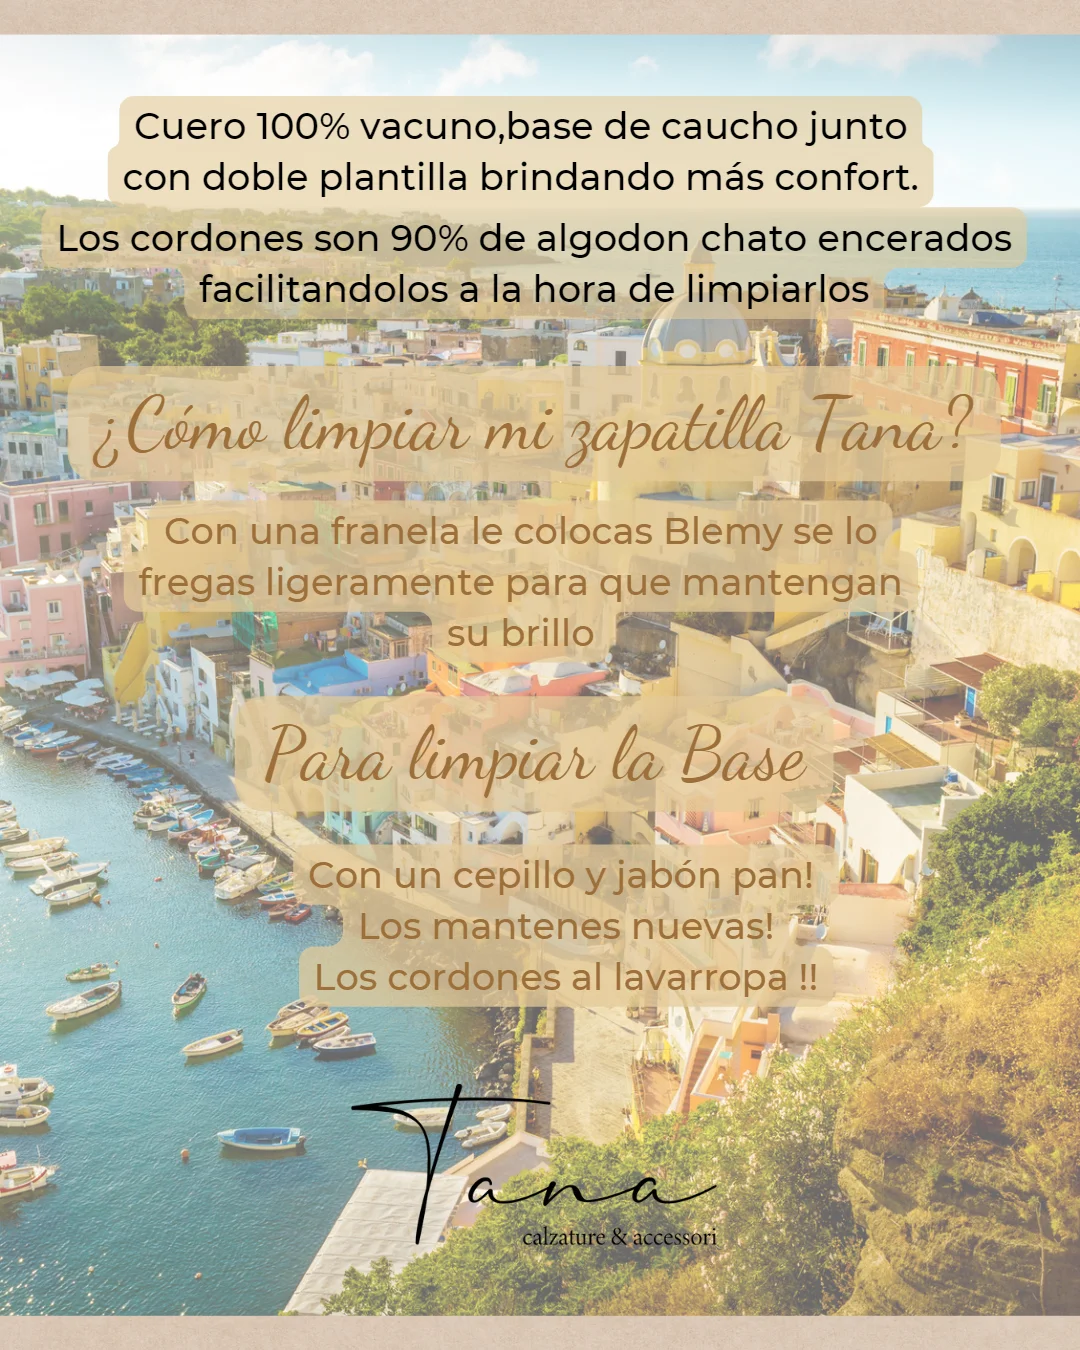 Cuero 100% vacuno,base de caucho junto
con doble plantilla brindando más confort.
Los cordones son 90% de algodon chato encerados
facilitandolos a la hora de limpiarlos
¿Cómo limpiar mi zapatilla Tana?
Con una franela le colocas Blemy se lo
fregas ligeramente para que mantengan
su brillo
Para limpiar la Base
Con un cepillo y jabón pan!
Los mantenes nuevas!
Los cordones al lavarropa !!
Tana
calzature & accessori